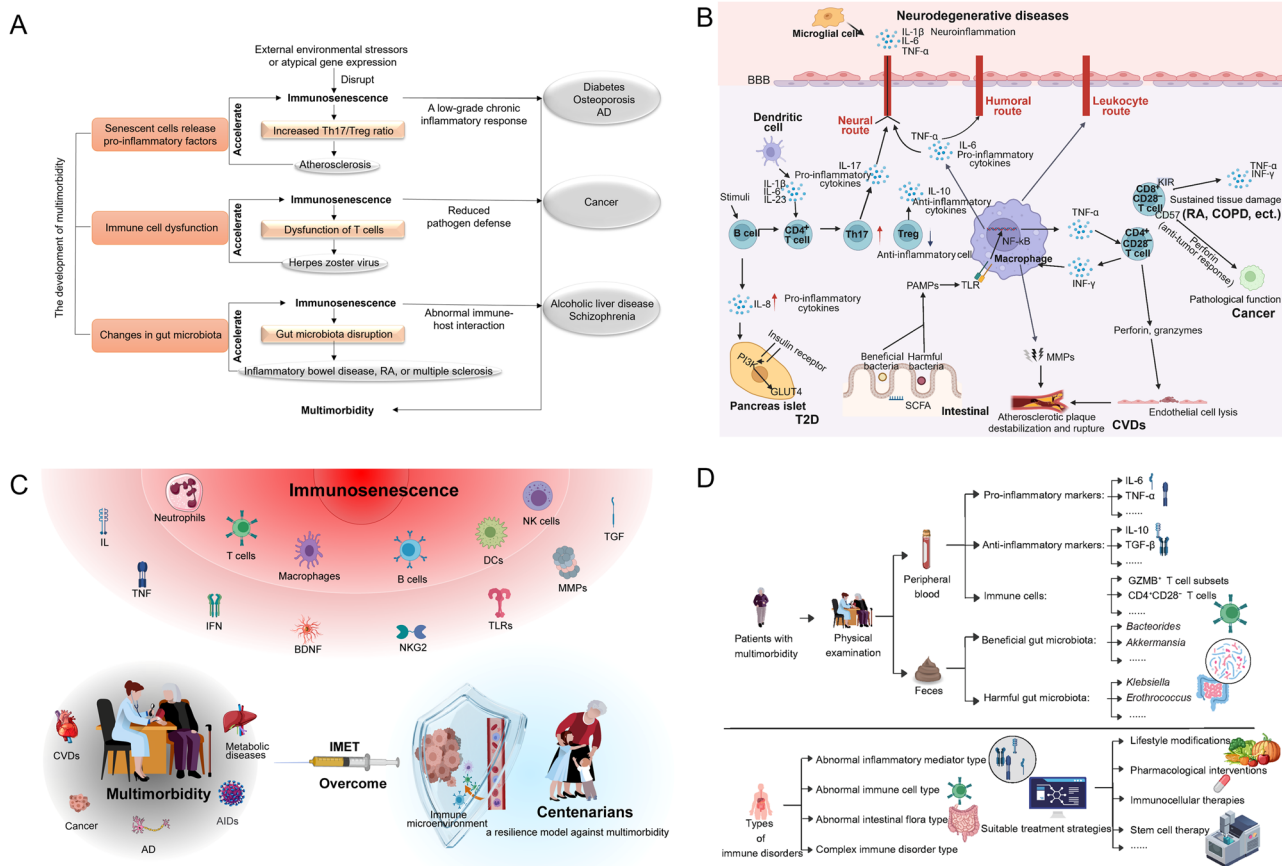 A
External environmental stressors
or atypical gene expression
Disrupt
Immunosenescence
A low-grade chronic
inflammatory response
Diabetes
Osteoporosis
AD
Senescent cells release
pro-inflammatory factors
Accelerate
Increased Th17/Treg ratio
Atherosclerosis
The development of multimorbidity
Immunosenescence
Reduced
pathogen defense
Cancer
Immune cell dysfunction
Accelerate
Dysfunction of T cells
Herpes zoster virus
Immunosenescence
Abnormal immune-
host interaction
Alcoholic liver disease
Schizophrenia
Changes in gut microbiota
Accelerate
Gut microbiota disruption
Inflammatory bowel disease, RA, or multiple sclerosis
Multimorbidity
B
Neurodegenerative diseases
Microglial cell
IL-1β
IL-6
TNF-α
Neuroinflammation
BBB
Neural
route
Humoral
route
Leukocyte
route
Dendritic
cell
TNF-α
IL-6
Pro-inflammatory
cytokines
IL-17
Pro-inflammatory
cytokines
IL-1β
IL-6
IL-23
IL-10
Anti-inflammatory
cytokines
Stimuli
B cell
CD4+
T cell
Th17
Treg
Anti-inflammatory cell
NF-kB
Macrophage
TNF-α
INF-γ
CD4+
CD28−
T cell
CD8+
CD28−
T cell
KIR
CD57
TNF-α
INF-γ
Sustained tissue damage
(RA, COPD, ect.)
Perforin
(anti-tumor response)
Pathological function
Cancer
PAMPs
TLR
IL-8
Pro-inflammatory
cytokines
Insulin receptor
PI3K
GLUT4
Pancreas islet
T2D
Beneficial
bacteria
Harmful
bacteria
SCFA
Intestinal
MMPs
Perforin, granzymes
Atherosclerotic plaque
destabilization and rupture
CVDs
Endothelial cell lysis
C
Immunosenescence
Neutrophils
NK cells
IL
T cells
Macrophages
B cells
DCs
TGF
TNF
MMPs
IFN
BDNF
NKG2
TLRs
CVDs
Metabolic
diseases
Multimorbidity
Cancer
AD
AIDs
IMET
Overcome
Immune
microenvironment
Centenarians
a resilience model against multimorbidity
D
Patients with
multimorbidity
Physical
examination
Peripheral
blood
Feces
Pro-inflammatory markers:
IL-6
TNF-α
......
Anti-inflammatory markers:
IL-10
TGF-β
......
Immune cells:
GZMB+ T cell subsets
CD4+CD28− T cells
......
Beneficial gut microbiota:
Bacteorides
Akkermansia
......
Harmful gut microbiota:
Klebsiella
Erothrococcus
......
Types
of
immune disorders
Abnormal inflammatory mediator type
Abnormal immune cell type
Abnormal intestinal flora type
Complex immune disorder type
Suitable treatment strategies
Lifestyle modifications
Pharmacological interventions
Immunocellular therapies
Stem cell therapy
......